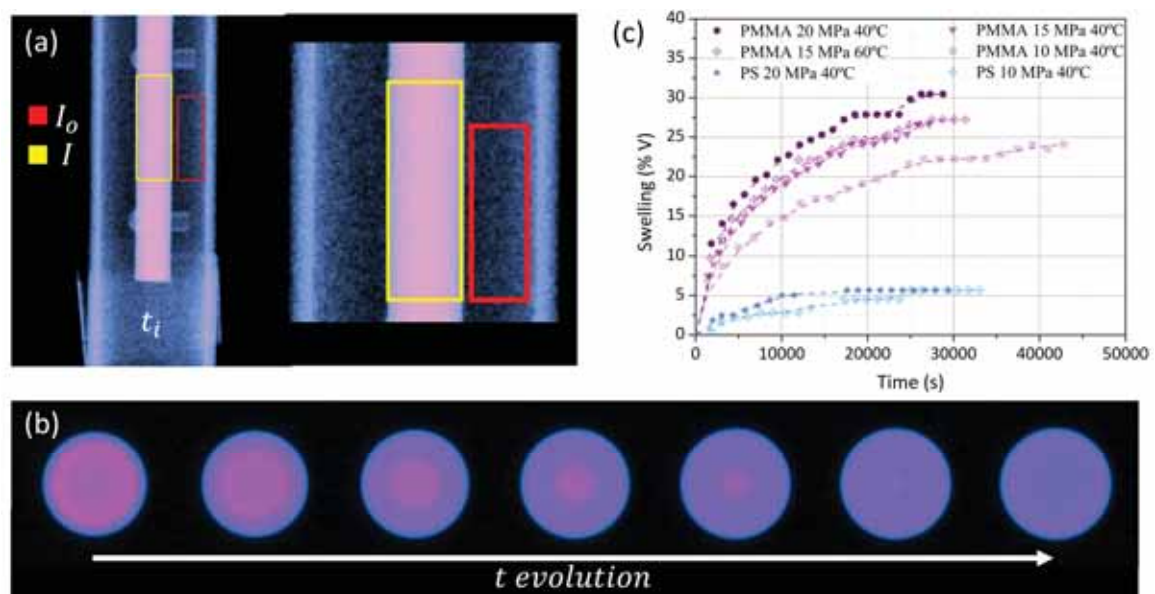 (a)
I_o
I
t_i
(c)
Swelling (% V)
40
35
30
25
20
15
10
5
0
PMMA 20 MPa 40ºC
PMMA 15 MPa 40ºC
PMMA 15 MPa 60ºC
PMMA 10 MPa 40ºC
PS 20 MPa 40ºC
PS 10 MPa 40ºC
0 10000 20000 30000 40000 50000
Time (s)
(b)
t evolution